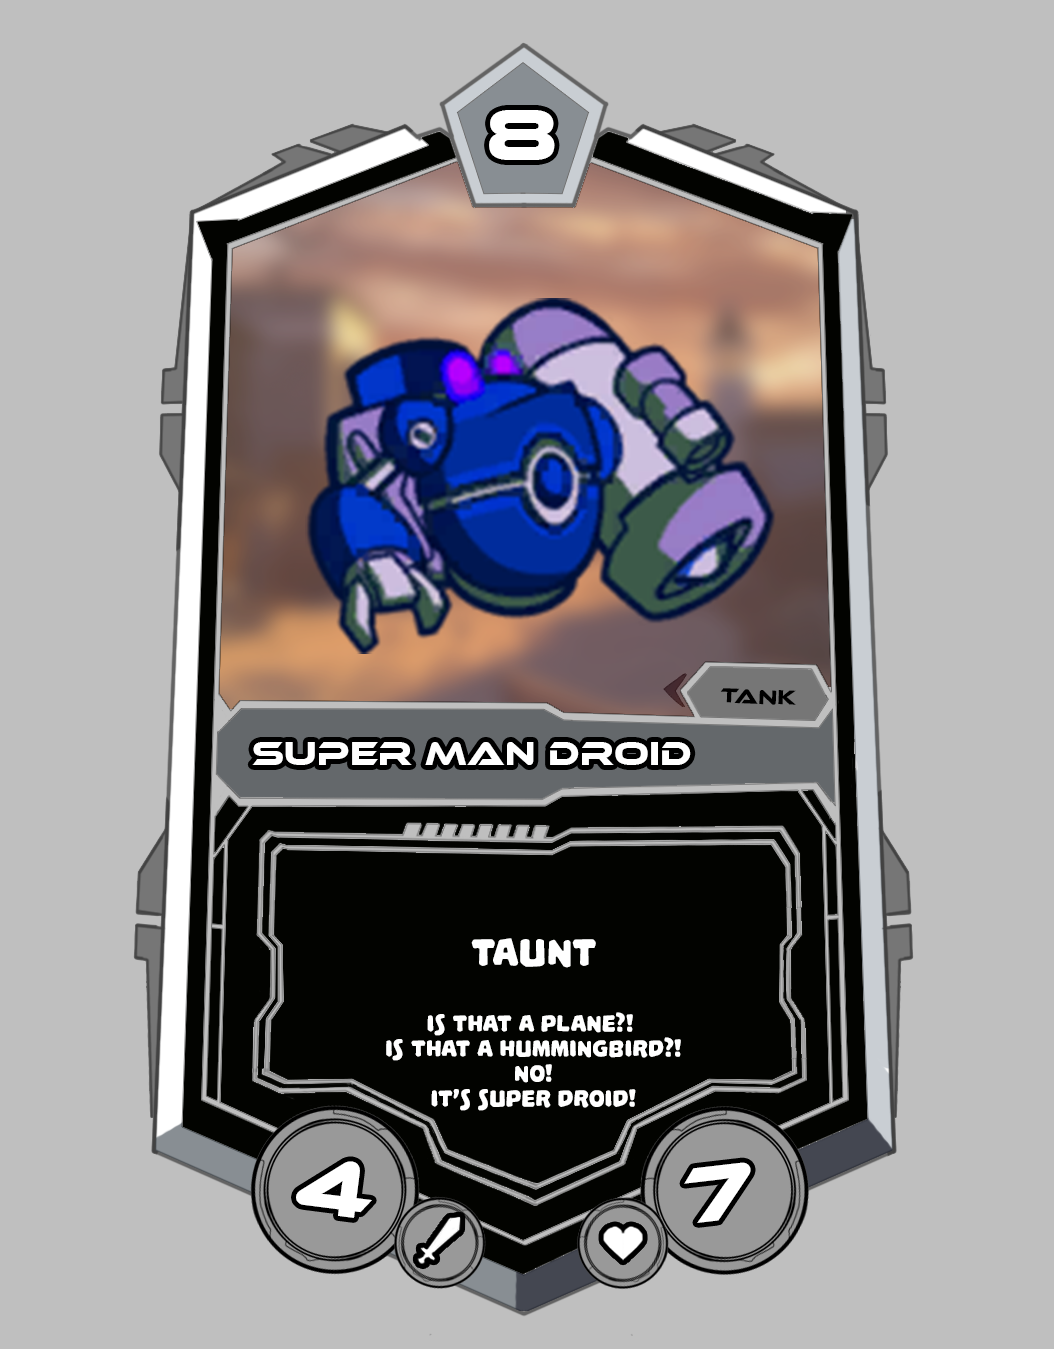 8
TANK
SUPER MAN DROID
TAUNT
IS THAT A PLANE?!
IS THAT A HUMMINGBIRD?!
NO!
IT'S SUPER DROID!
4
7